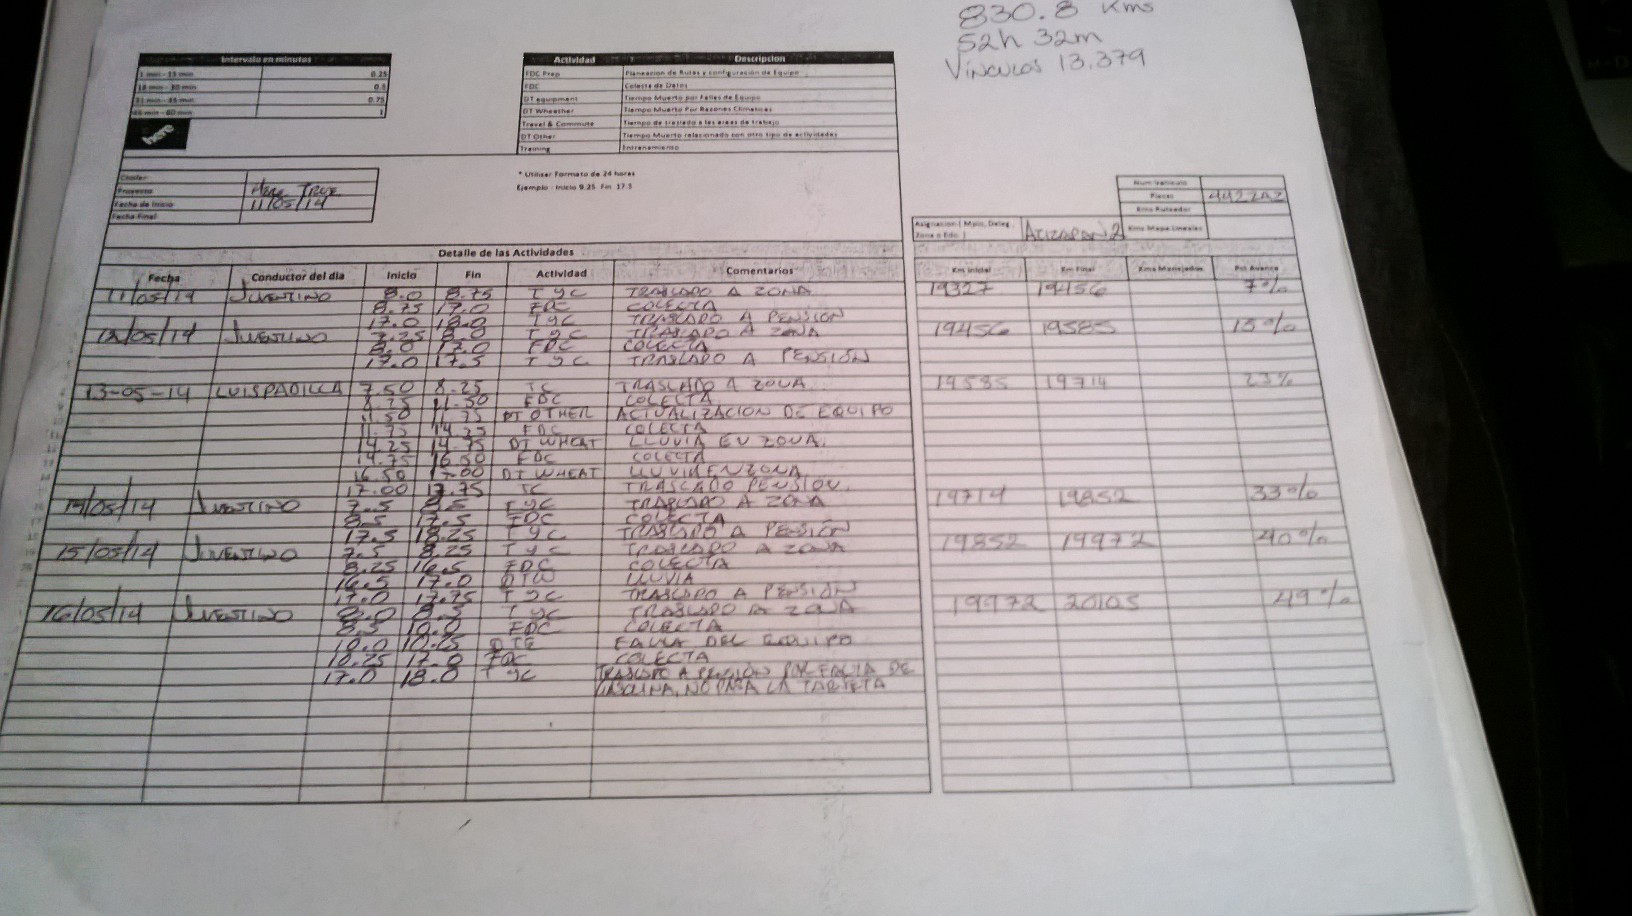 830.8 Kms
52h 32m
Vínculos 13.379
Intervalo en minutos
1 min - 15 min 0.25
16 min - 30 min 0.5
31 min - 45 min 0.75
46 min - 60 min 1
here
Actividad Descripcion
FDC Prep Planeacion de Rutas y configuración de Equipo
FDC Colecta de Datos
DT equipment Tiempo Muerto por Fallas de Equipo
DT Wheather Tiempo Muerto Por Razones Climaticas
Travel & Commute Tiempo de traslado a las areas de trabajo
DT Other Tiempo Muerto relacionado con otro tipo de actividades
Training Entrenamiento
* Utilizar Formato de 24 horas
Ejemplo : Inicio 9.25 Fin 17.5
Cluster
Proyecto HERE TRUE
Fecha de Inicio 11/05/14
Fecha Final
Num Vehiculo
Placas
Kms Ruteador
Asignacion ( Mpio, Deleg, Zona o Edo. ) ATIZAPAN 2 Kms Mapa Lineales
Detalle de las Actividades
Fecha Conductor del dia Inicio Fin Actividad Comentarios Km Inicial Km Final Kms Manejados Pct Avance
11/05/14 JUVENTINO 8.0 8.75 T y C TRASLADO A ZONA 19327 19456 7%
8.75 17.0 FDC COLECTA
17.0 18.0 T y C TRASLADO A PENSIÓN
12/05/14 JUVENTINO 7.25 8.0 T y C TRASLADO A ZONA 19456 19585 15%
8.0 17.0 FDC COLECTA
17.0 17.5 T y C TRASLADO A PENSIÓN
13-05-14 LUIS PADILLA 7.50 8.25 TC TRASLADO A ZONA 19585 19714 23%
11.50 FDC COLECTA
11.50 11.75 DT OTHER ACTUALIZACION DE EQUIPO
11.75 14.25 FDC COLECTA
14.25 14.75 DT WHEAT LLUVIA EN ZONA.
14.75 16.50 FDC COLECTA
16.50 17.00 DT WHEAT LLUVIA EN ZONA
17.00 17.75 TC TRASLADO PENSION.
14/05/14 JUVENTINO 7.5 8.5 T y C TRASLADO A ZONA 19714 19852 33%
8.5 17.5 FDC COLECTA
17.5 18.25 T y C TRASLADO A PENSIÓN
15/05/14 JUVENTINO 7.5 8.25 T y C TRASLADO A ZONA 19852 19972 40%
8.25 16.5 FDC COLECTA
16.5 17.0 DTW LLUVIA
17.0 17.75 T y C TRASLADO A PENSIÓN
16/05/14 JUVENTINO 8.0 8.5 T y C TRASLADO A ZONA 19972 20105 49%
8.5 10.0 FDC COLECTA
10.0 10.25 DTE FALLA DEL EQUIPO
10.25 17.0 FDC COLECTA
17.0 18.0 T y C TRASLADO A PENSIÓN POR FALTA DE
GASOLINA, NO PASA LA TARJETA